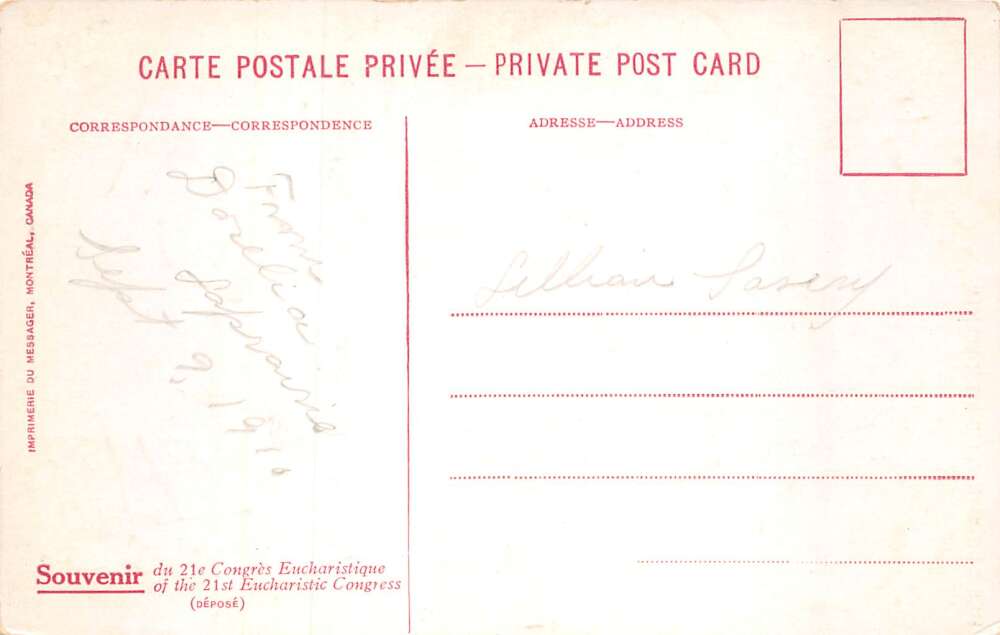 CARTE POSTALE PRIVÉE — PRIVATE POST CARD
CORRESPONDANCE—CORRESPONDENCE
ADRESSE—ADDRESS
From
Sept 9, 1910
Lillian
IMPRIMERIE DU MESSAGER, MONTRÉAL, CANADA
Souvenir du 21e Congrès Eucharistique
of the 21st Eucharistic Congress
(DÉPOSÉ)